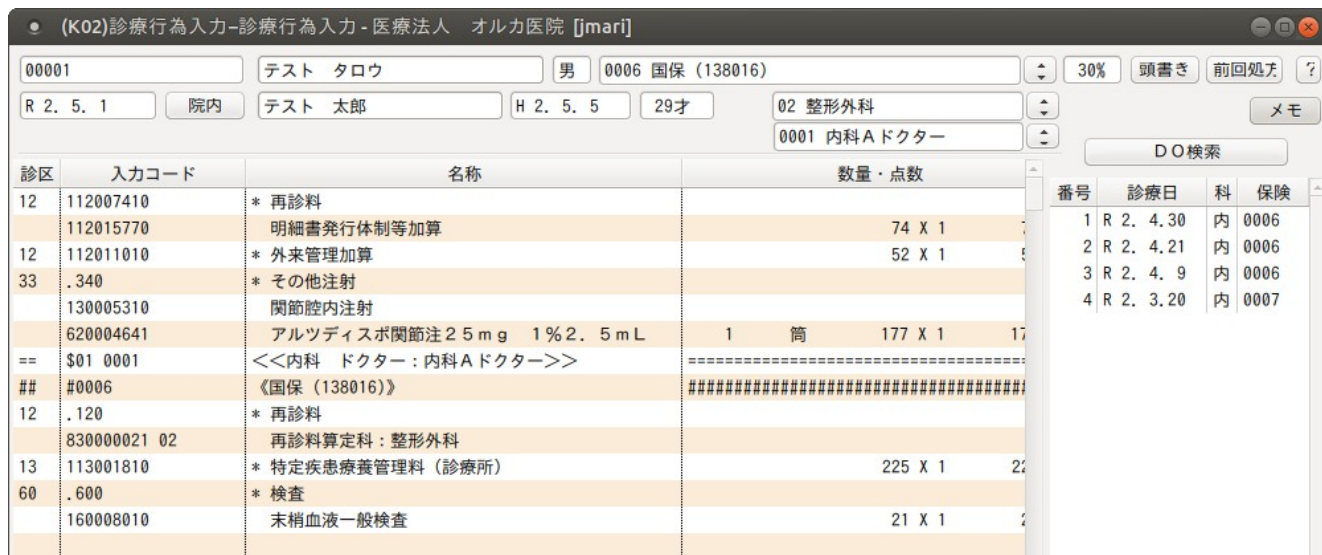 (K02)診療行為入力−診療行為入力 - 医療法人　オルカ医院 [jmari]
00001 テスト　タロウ 男 0006 国保 (138016) 30% 頭書き 前回処方 ?
R 2. 5. 1 院内 テスト　太郎 H 2. 5. 5 29才 02 整形外科 メモ
0001 内科Aドクター
DO検索
診区 入力コード 名称 数量・点数
12 112007410 * 再診料
112015770 明細書発行体制等加算 74 X 1
12 112011010 * 外来管理加算 52 X 1
33 .340 * その他注射
130005310 関節腔内注射
620004641 アルツディスポ関節注２５ｍｇ　１％２．５ｍＬ 1 筒 177 X 1
== $01 0001 <<内科　ドクター：内科Aドクター>> =====================================
## #0006 《国保 (138016)》 #####################################
12 .120 * 再診料
830000021 02 再診料算定科：整形外科
13 113001810 * 特定疾患療養管理料（診療所） 225 X 1
60 .600 * 検査
160008010 末梢血液一般検査 21 X 1
番号 診療日 科 保険
1 R 2. 4.30 内 0006
2 R 2. 4.21 内 0006
3 R 2. 4. 9 内 0006
4 R 2. 3.20 内 0007